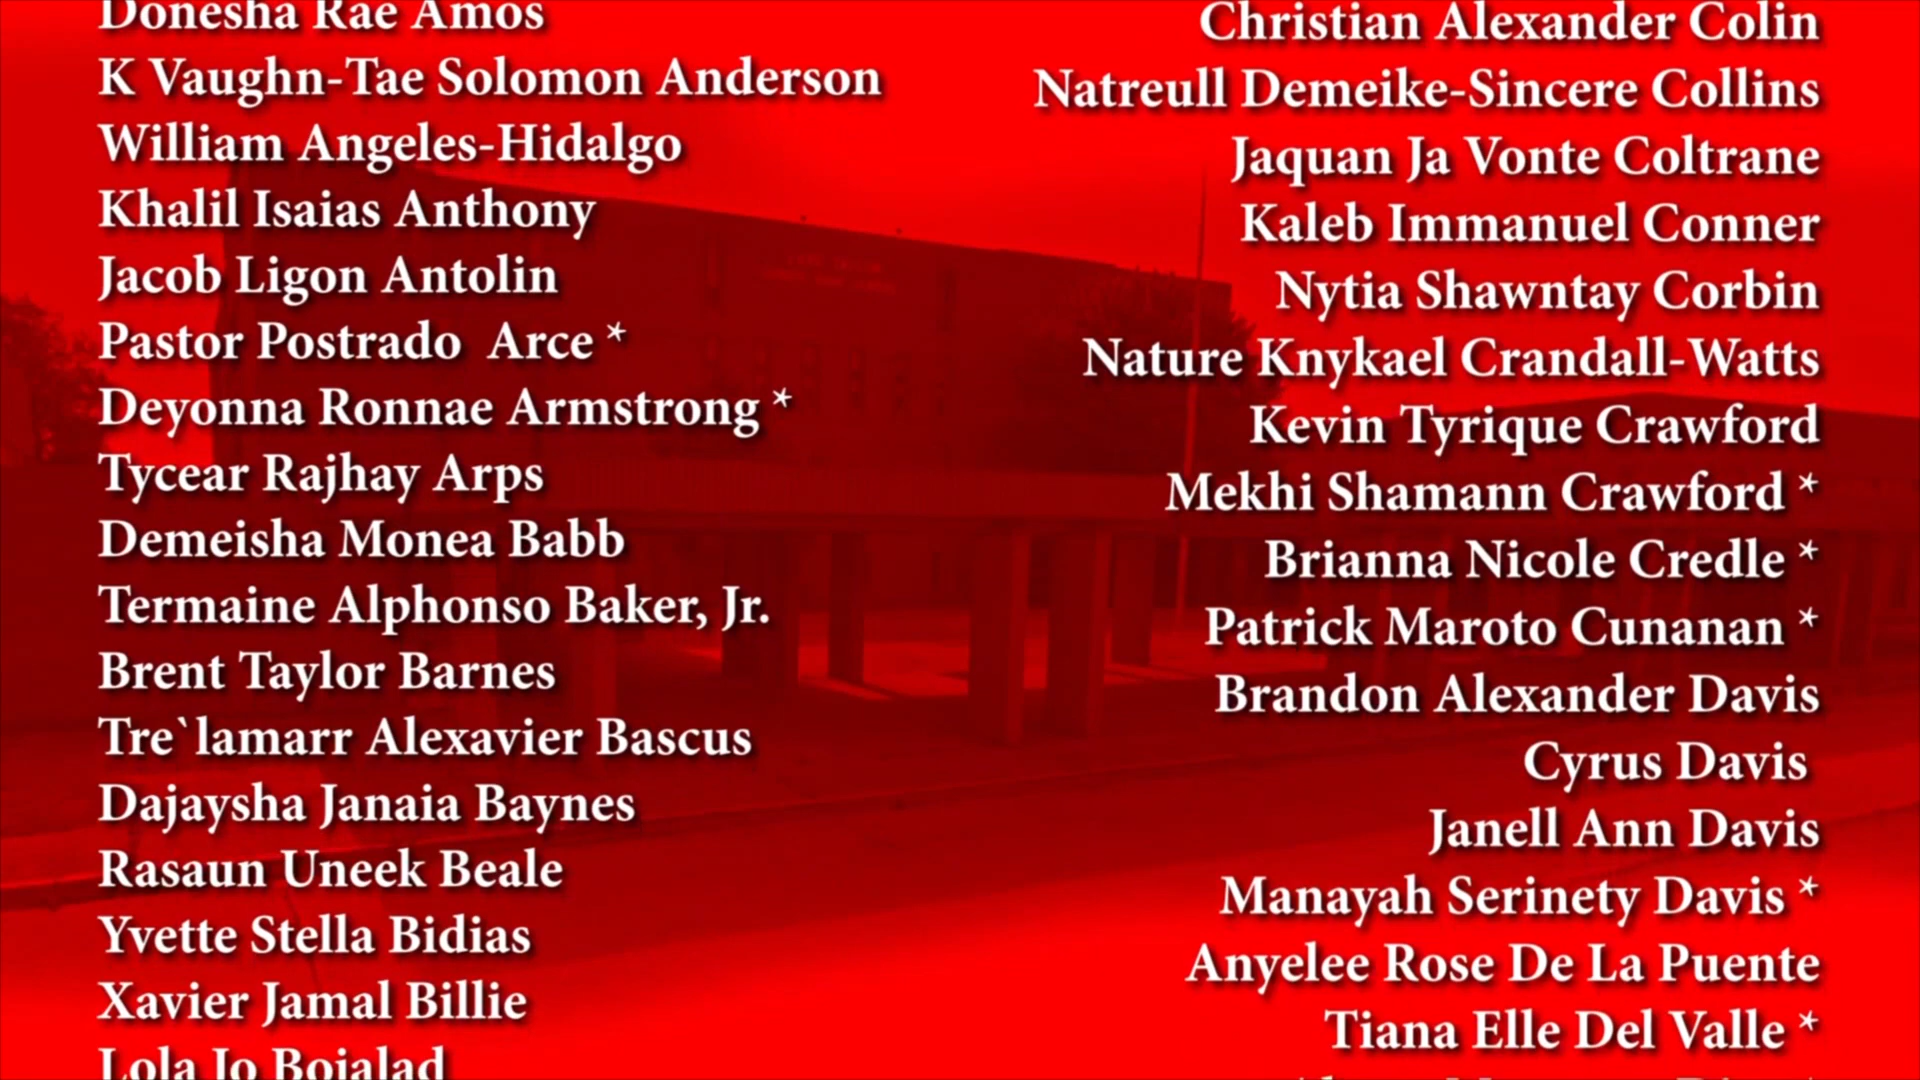 Donesha Rae Amos
K Vaughn-Tae Solomon Anderson
William Angeles-Hidalgo
Khalil Isaias Anthony
Jacob Ligon Antolin
Pastor Postrado  Arce *
Deyonna Ronnae Armstrong *
Tycear Rajhay Arps
Demeisha Monea Babb
Termaine Alphonso Baker, Jr.
Brent Taylor Barnes
Tre`lamarr Alexavier Bascus
Dajaysha Janaia Baynes
Rasaun Uneek Beale
Yvette Stella Bidias
Xavier Jamal Billie
Lola Jo Bojalad
Christian Alexander Colin
Natreull Demeike-Sincere Collins
Jaquan Ja Vonte Coltrane
Kaleb Immanuel Conner
Nytia Shawntay Corbin
Nature Knykael Crandall-Watts
Kevin Tyrique Crawford
Mekhi Shamann Crawford *
Brianna Nicole Credle *
Patrick Maroto Cunanan *
Brandon Alexander Davis
Cyrus Davis
Janell Ann Davis
Manayah Serinety Davis *
Anyelee Rose De La Puente
Tiana Elle Del Valle *